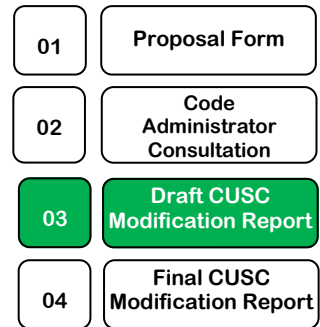 01
Proposal Form
02
Code
Administrator
Consultation
03
Draft CUSC
Modification Report
04
Final CUSC
Modification Report